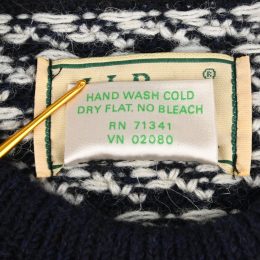 ®
HAND WASH COLD
DRY FLAT. NO BLEACH
RN 71341
VN 02080